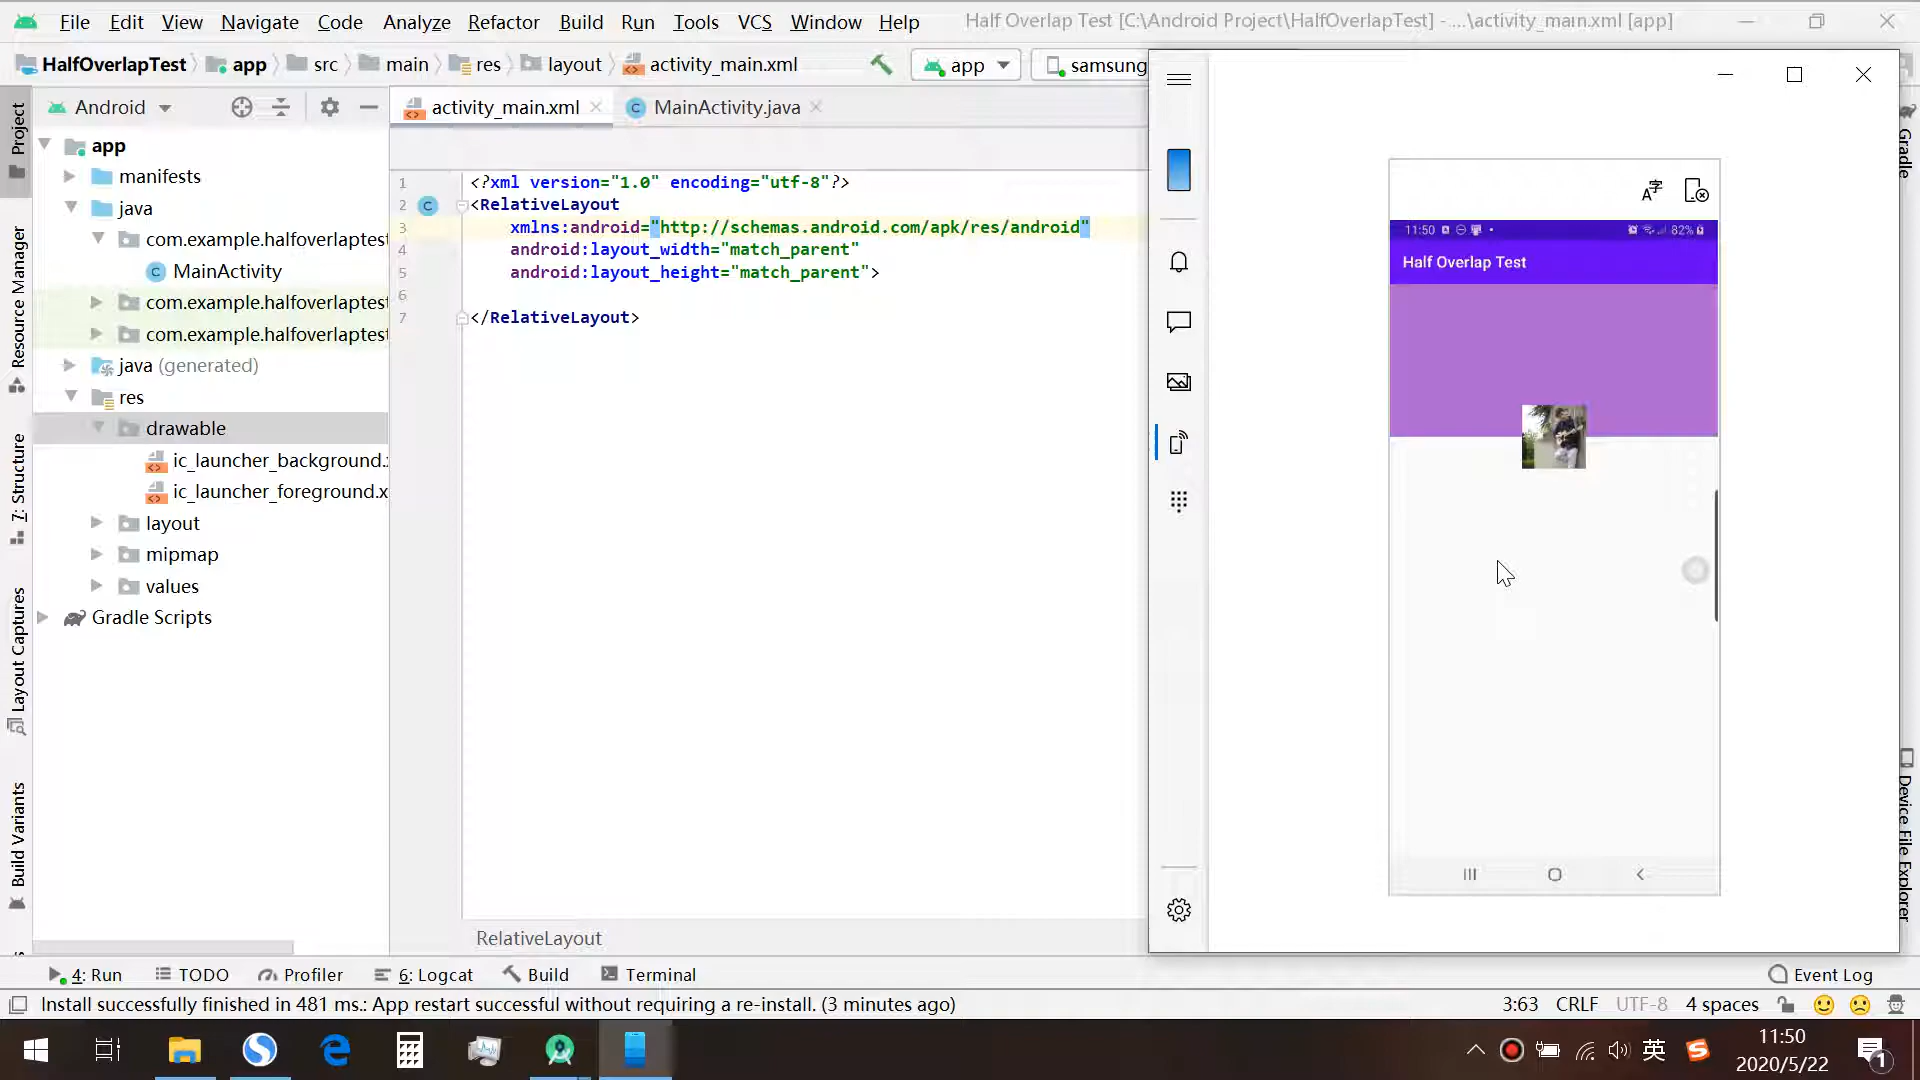 File Edit View Navigate Code Analyze Refactor Build Run Tools VCS Window Help Half Overlap Test [C:\Android Project\HalfOverlapTest] - ...\activity_main.xml [app]
HalfOverlapTest app src main res layout activity_main.xml app samsung
Android
activity_main.xml MainActivity.java
Project
Resource Manager
7: Structure
Layout Captures
Build Variants
app
manifests
java
com.example.halfoverlaptest
MainActivity
com.example.halfoverlaptest
com.example.halfoverlaptest
java (generated)
res
drawable
ic_launcher_background.
ic_launcher_foreground.x
layout
mipmap
values
Gradle Scripts
1 <?xml version="1.0" encoding="utf-8"?>
2 <RelativeLayout
3 xmlns:android="http://schemas.android.com/apk/res/android"
4 android:layout_width="match_parent"
5 android:layout_height="match_parent">
6
7 </RelativeLayout>
RelativeLayout
A字
11:50 82%
Half Overlap Test
Gradle
Device File Explorer
4: Run TODO Profiler 6: Logcat Build Terminal Event Log
Install successfully finished in 481 ms.: App restart successful without requiring a re-install. (3 minutes ago) 3:63 CRLF UTF-8 4 spaces
英 11:50
2020/5/22
1